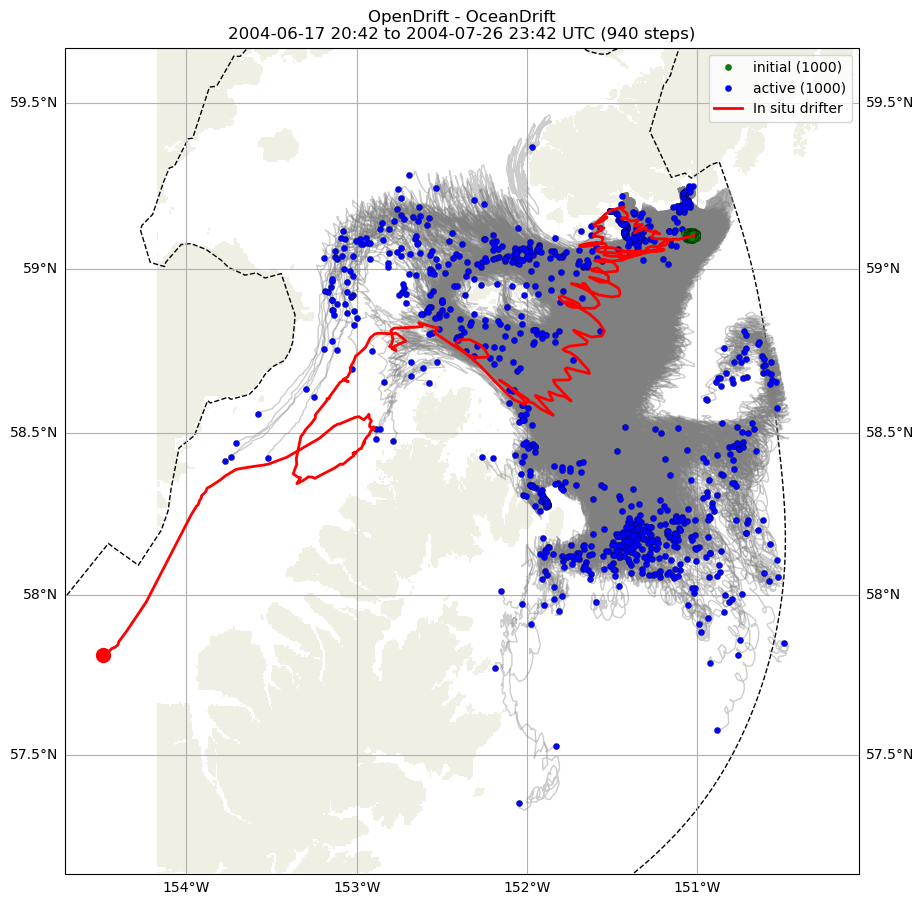 OpenDrift - OceanDrift
2004-06-17 20:42 to 2004-07-26 23:42 UTC (940 steps)
initial (1000)
active (1000)
In situ drifter
59.5°N
59.5°N
59°N
59°N
58.5°N
58.5°N
58°N
58°N
57.5°N
57.5°N
154°W
153°W
152°W
151°W